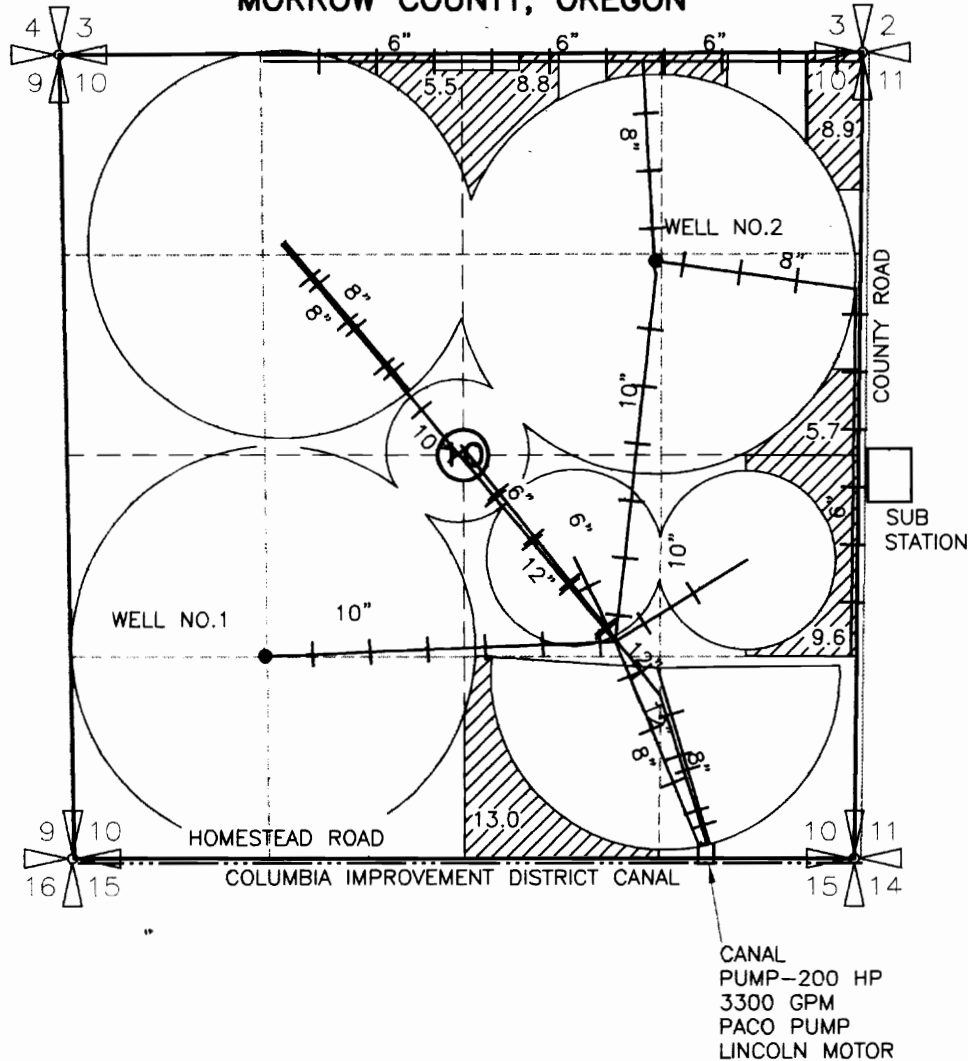 MORROW COUNTY, OREGON
4 3
3 2
9 10
10 11
6"
6"
6"
5.5
8.8
8.9
8"
WELL NO.2
8"
COUNTY ROAD
8"
8"
10"
10
10
5.7
6"
SUB
STATION
6"
6"
12"
10"
WELL NO.1
10"
9.6
12"
12"
8"
8"
13.0
9 10
HOMESTEAD ROAD
10 11
16 15
COLUMBIA IMPROVEMENT DISTRICT CANAL
15 14
"
CANAL
PUMP-200 HP
3300 GPM
PACO PUMP
LINCOLN MOTOR